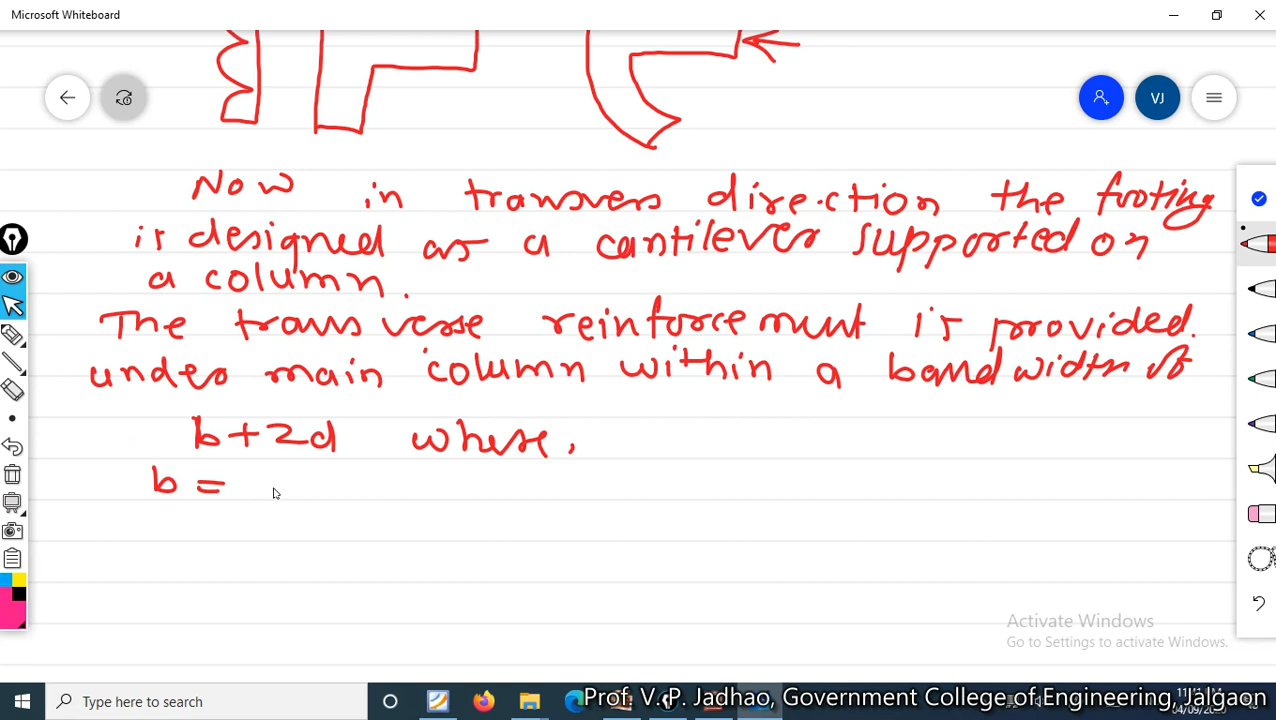 Microsoft Whiteboard
VJ
Now in transvers direction the footing
is designed as a cantilever supported on
a column.
The transverse reinforcement is provided.
under main column within a band width of
b+2d where,
b =
Activate Windows
Go to Settings to activate Windows.
Type here to search
Prof. V. P. Jadhao, Government College of Engineering, Jalgaon